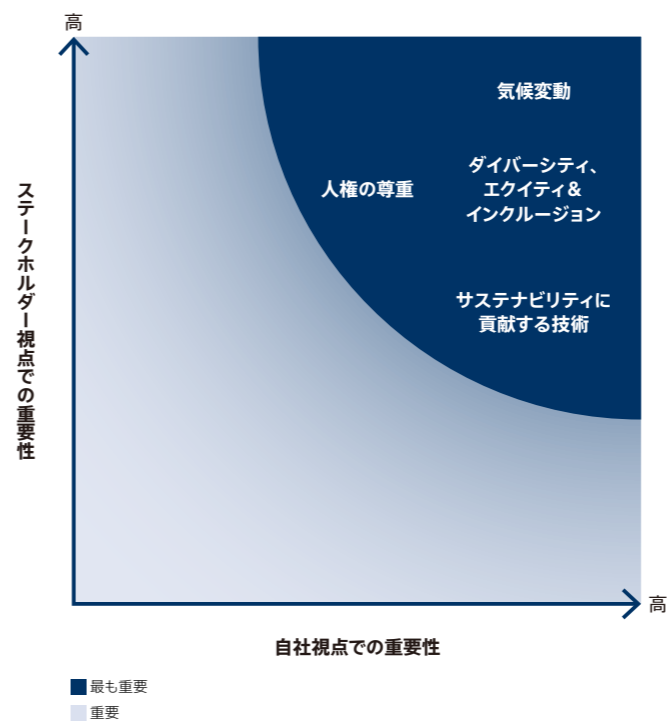 高
気候変動
ダイバーシティ、
エクイティ＆
インクルージョン
人権の尊重
サステナビリティに
貢献する技術
ステークホルダー視点での重要性
高
自社視点での重要性
最も重要
重要